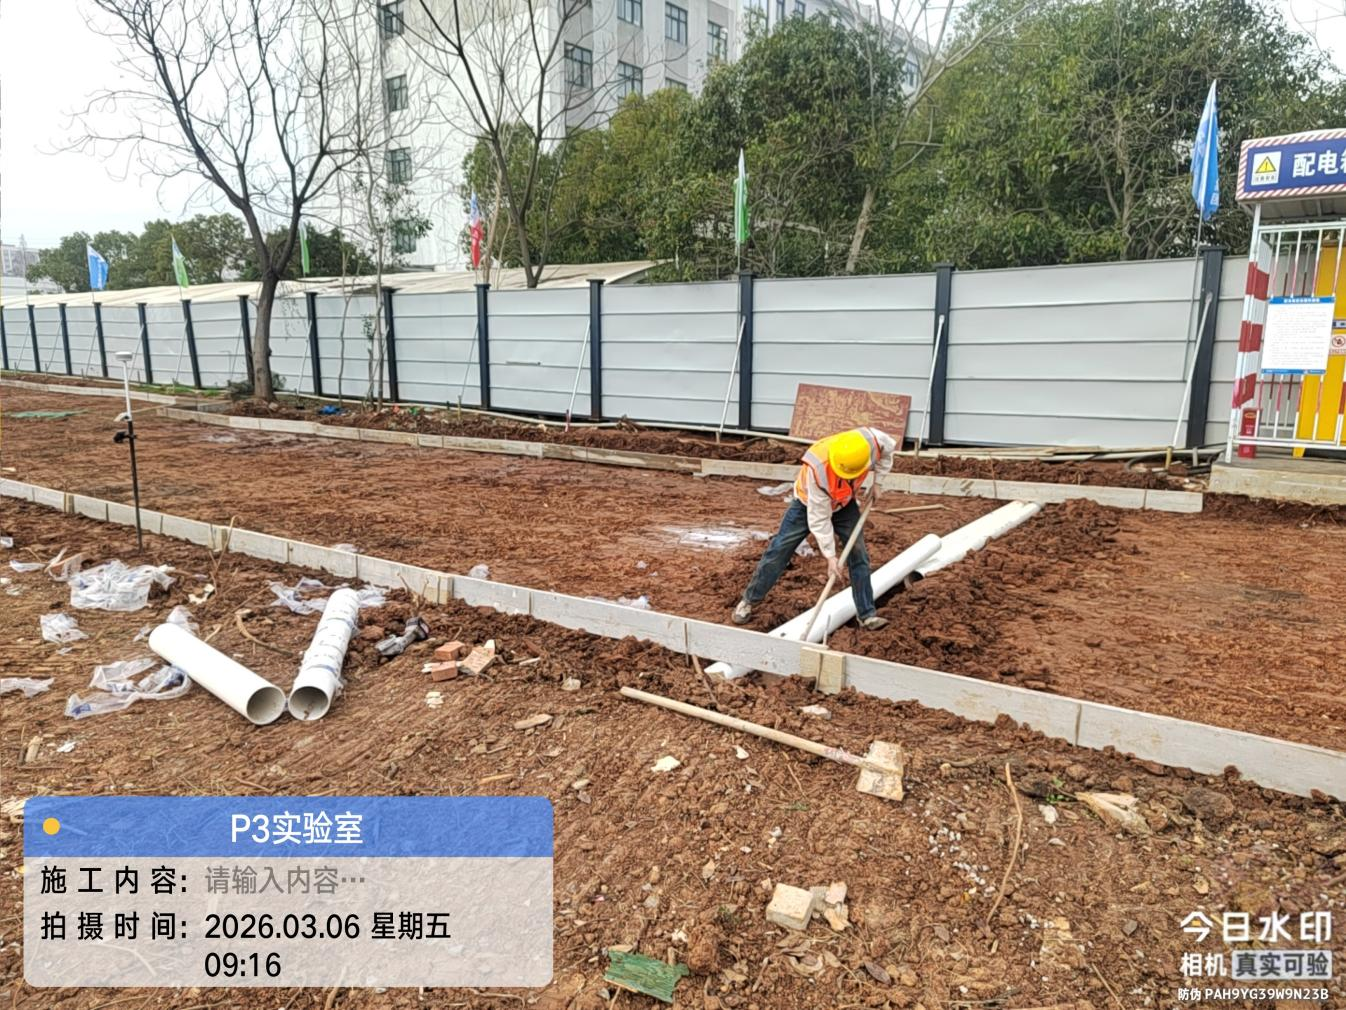 配电
P3实验室
施工内容: 请输入内容…
拍摄时间: 2026.03.06 星期五
09:16
今日水印
相机 真实可验
防伪 PAH9YG39W9N23B